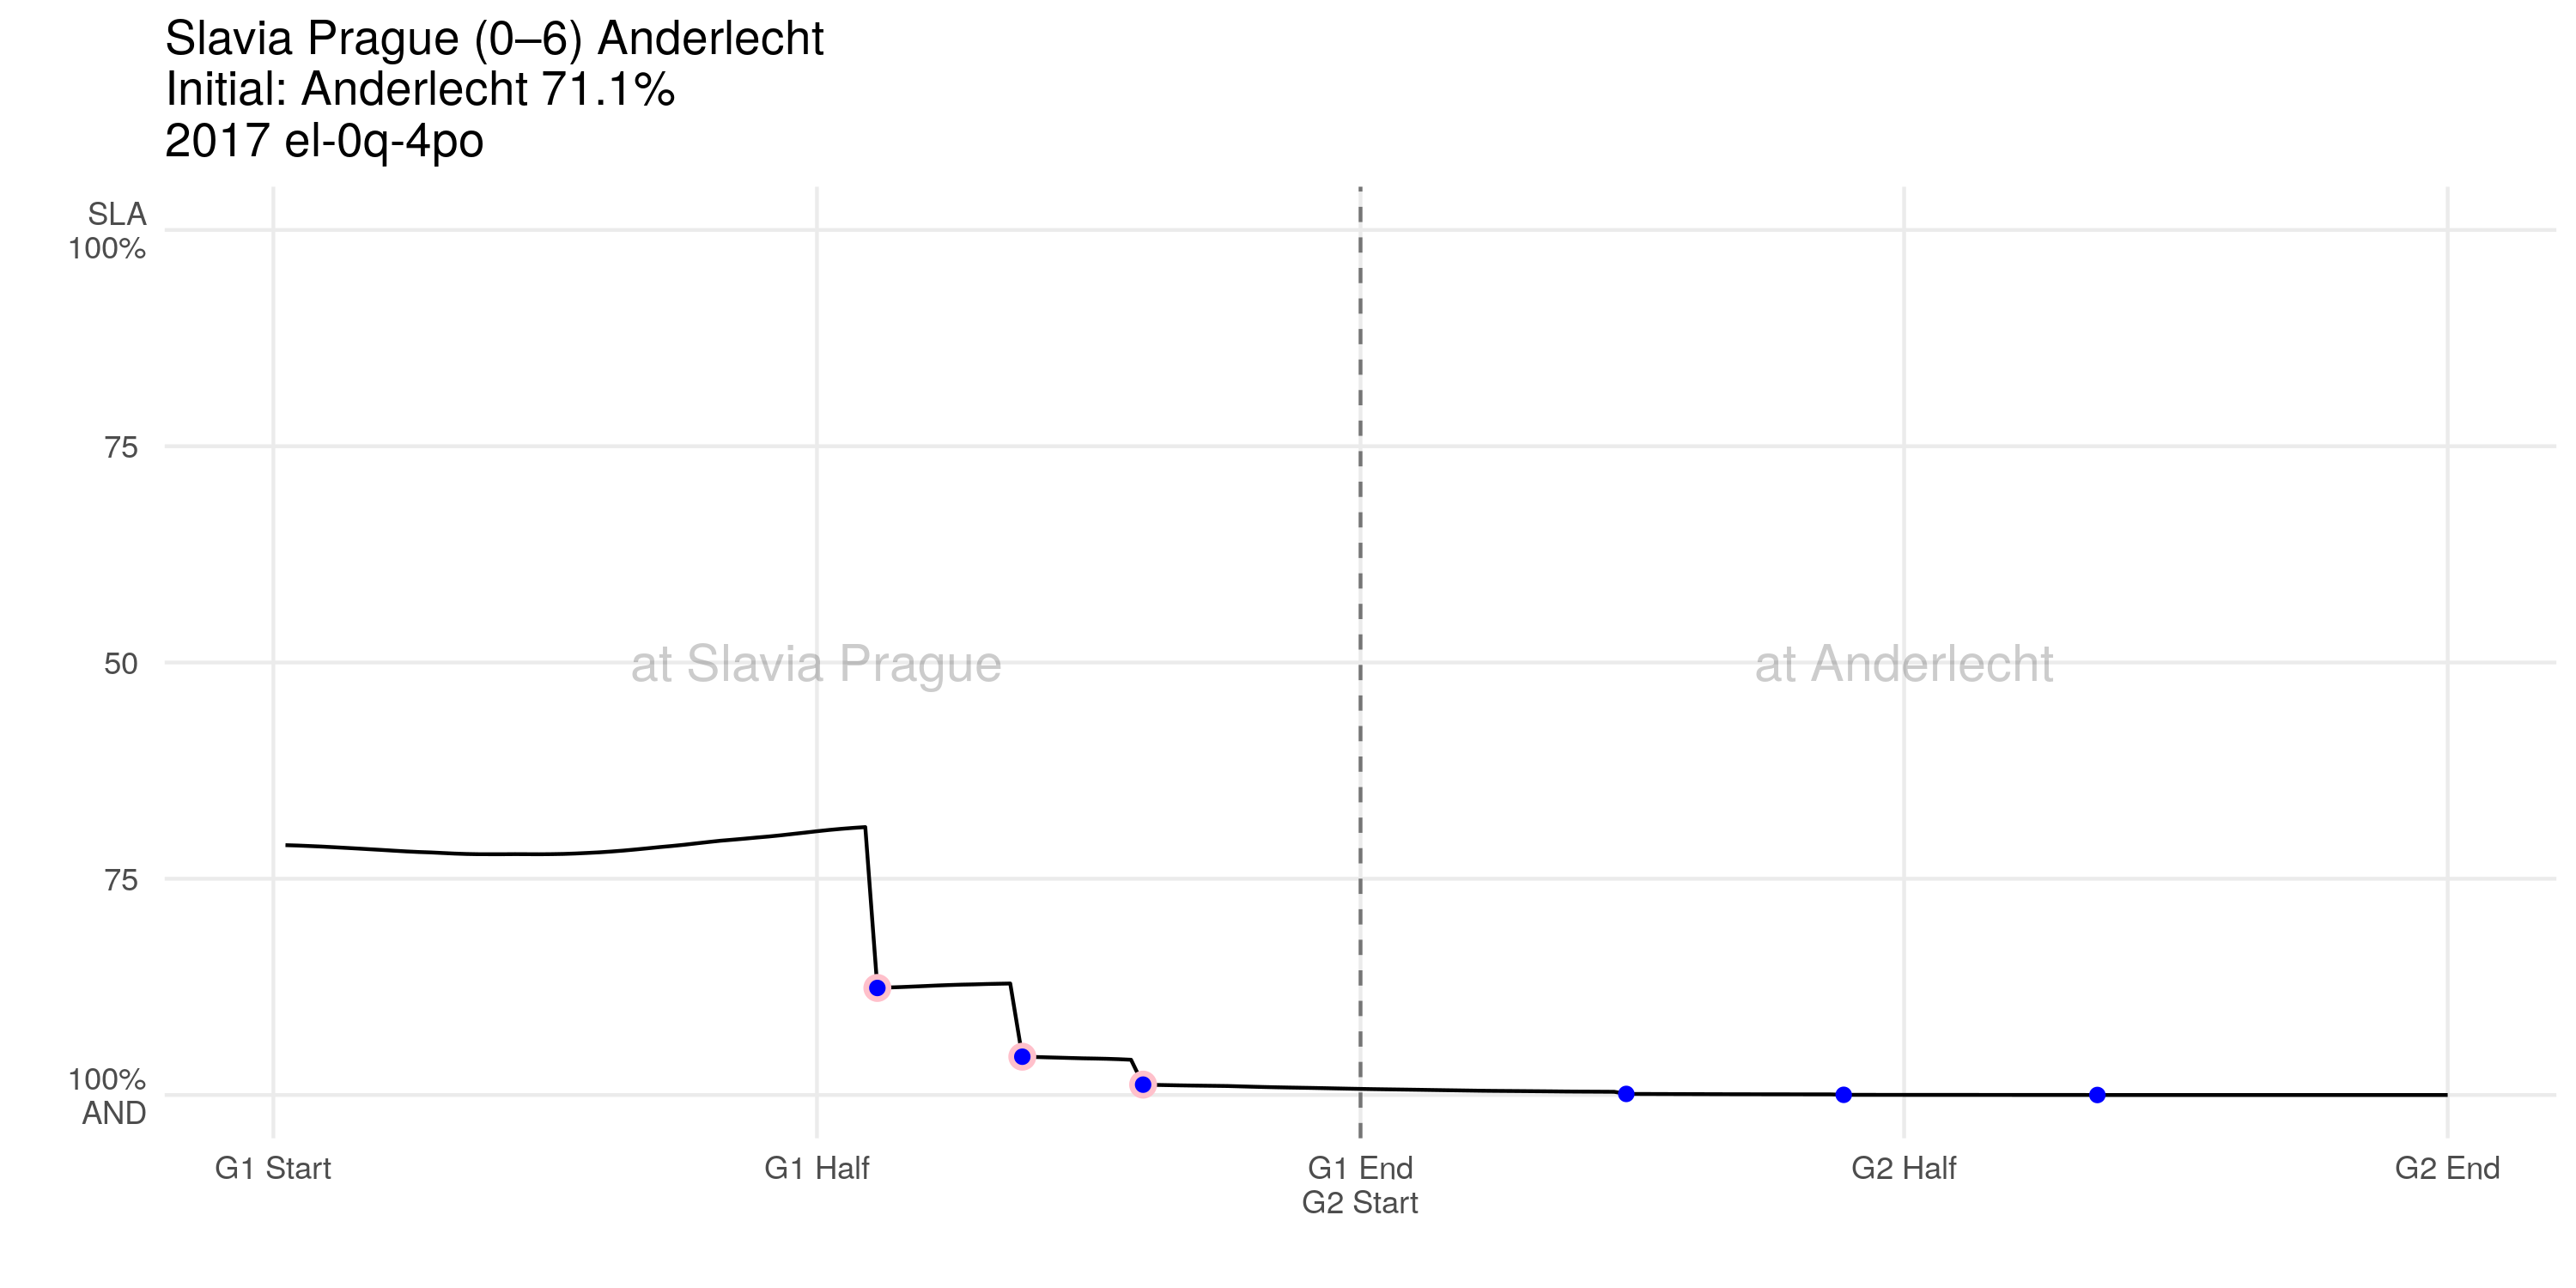 Slavia Prague (0–6) Anderlecht
Initial: Anderlecht 71.1%
2017 el-0q-4po
SLA
100%
75
50
75
100%
AND
at Slavia Prague
at Anderlecht
G1 Start
G1 Half
G1 End
G2 Start
G2 Half
G2 End